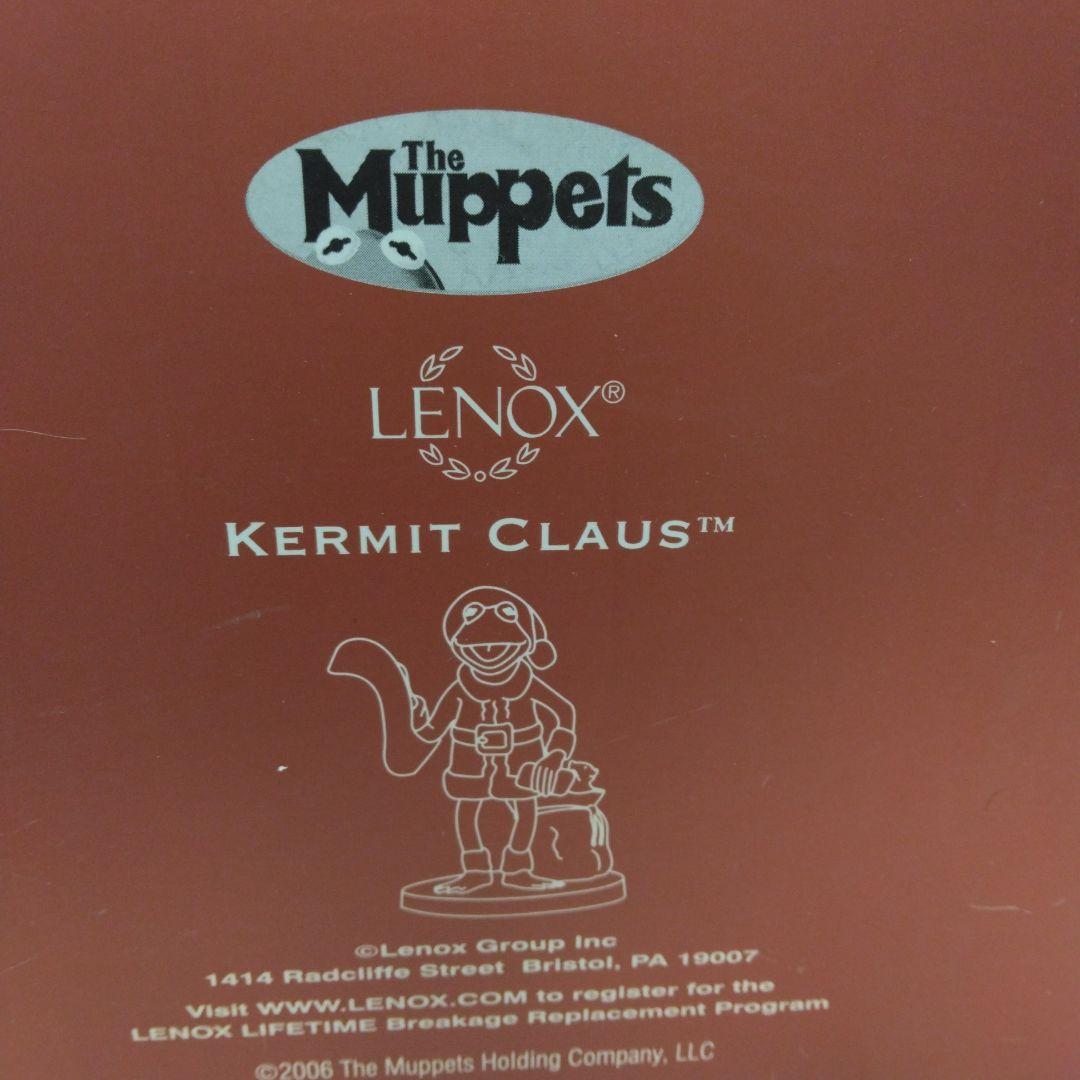 The
Muppets
LENOX®
KERMIT CLAUS™
©Lenox Group Inc
1414 Radcliffe Street Bristol, PA 19007
Visit WWW.LENOX.COM to register for the
LENOX LIFETIME Breakage Replacement Program
©2006 The Muppets Holding Company, LLC